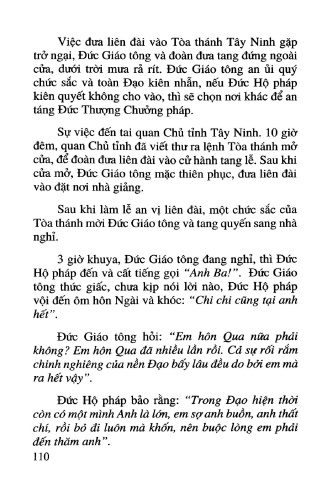 Việc đưa liên đài vào Tòa thánh Tây Ninh gặp
trở ngại, Đức Giáo tông và đoàn đưa tang đứng ngoài
cửa, dưới trời mưa rả rít. Đức Giáo tông an ủi quý
chức sắc và toàn Đạo kiên nhẫn, nếu Đức Hộ pháp
kiên quyết không cho vào, thì sẽ chọn nơi khác để an
táng Đức Thượng Chưởng pháp.
Sự việc đến tai quan Chủ tỉnh Tây Ninh. 10 giờ
đêm, quan Chủ tỉnh đã viết thư ra lệnh Tòa thánh mở
cửa, để đoàn đưa liên đài vào cử hành tang lễ. Sau khi
cửa mở, Đức Giáo tông mặc thiên phục, đưa liên đài
vào đặt nơi nhà giảng.
Sau khi làm lễ an vị liên đài, một chức sắc của
Tòa thánh mời Đức Giáo tông và tang quyến sang nhà
nghỉ.
3 giờ khuya, Đức Giáo tông đang nghỉ, thì Đức
Hộ pháp đến và cất tiếng gọi “Anh Ba!”. Đức Giáo
tông thức giấc, chưa kịp nói lời nào, Đức Hộ pháp
vội đến ôm hôn Ngài và khóc: “Chi chi cũng tại anh
hết”.
Đức Giáo tông hỏi: “Em hôn Qua nữa phải
không? Em hôn Qua đã nhiều lần rồi. Cả sự rối rắm
chinh nghiêng của nền Đạo bấy lâu đều do bởi em mà
ra hết vậy”.
Đức Hộ pháp bảo rằng: “Trong Đạo hiện thời
còn có một mình Anh là lớn, em sợ anh buồn, anh thất
chí, rồi bỏ đi luôn mà khốn, nên buộc lòng em phải
đến thăm anh”.
110